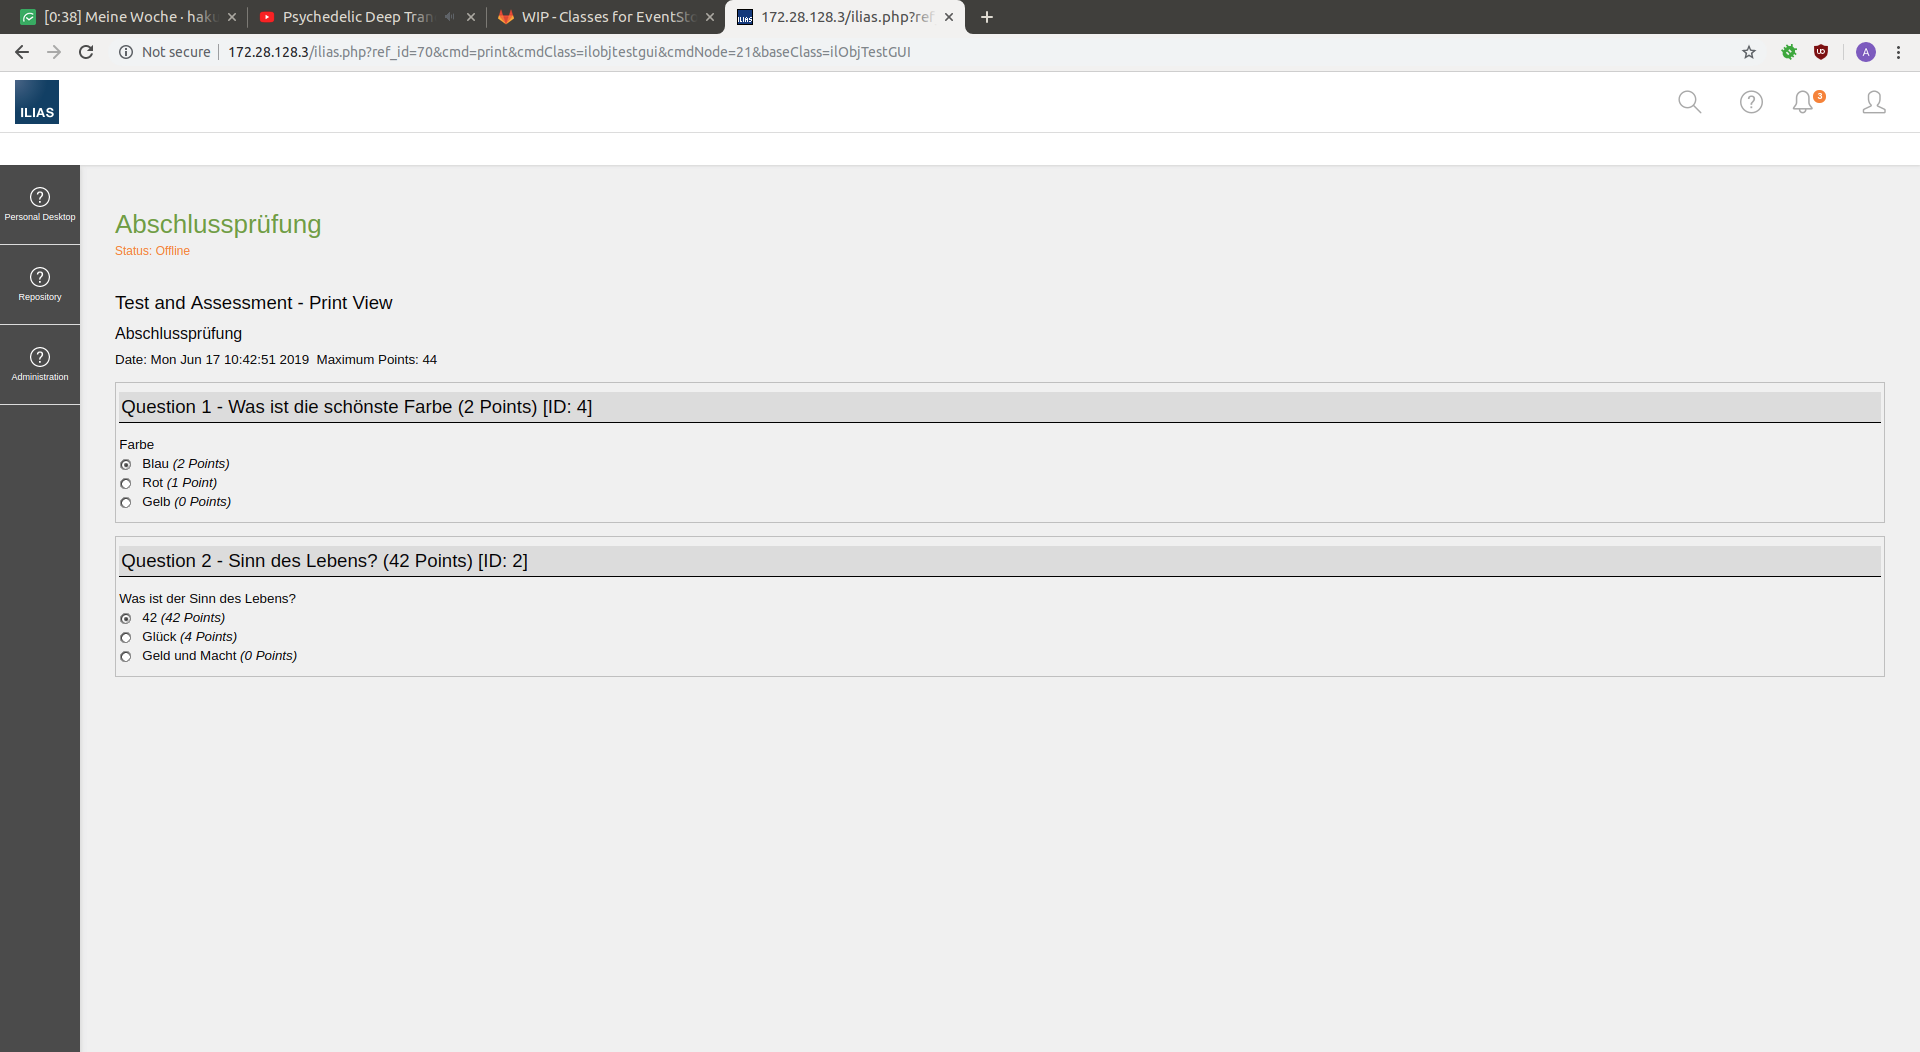 [0:38] Meine Woche · haku
Psychedelic Deep Tran
WIP - Classes for EventSto
172.28.128.3/ilias.php?ref
Not secure
172.28.128.3/ilias.php?ref_id=70&cmd=print&cmdClass=ilobjtestgui&cmdNode=21&baseClass=ilObjTestGUI
A
ILIAS
3
Personal Desktop
Repository
Administration
Abschlussprüfung
Status: Offline
Test and Assessment - Print View
Abschlussprüfung
Date: Mon Jun 17 10:42:51 2019 Maximum Points: 44
Question 1 - Was ist die schönste Farbe (2 Points) [ID: 4]
Farbe
Blau (2 Points)
Rot (1 Point)
Gelb (0 Points)
Question 2 - Sinn des Lebens? (42 Points) [ID: 2]
Was ist der Sinn des Lebens?
42 (42 Points)
Glück (4 Points)
Geld und Macht (0 Points)